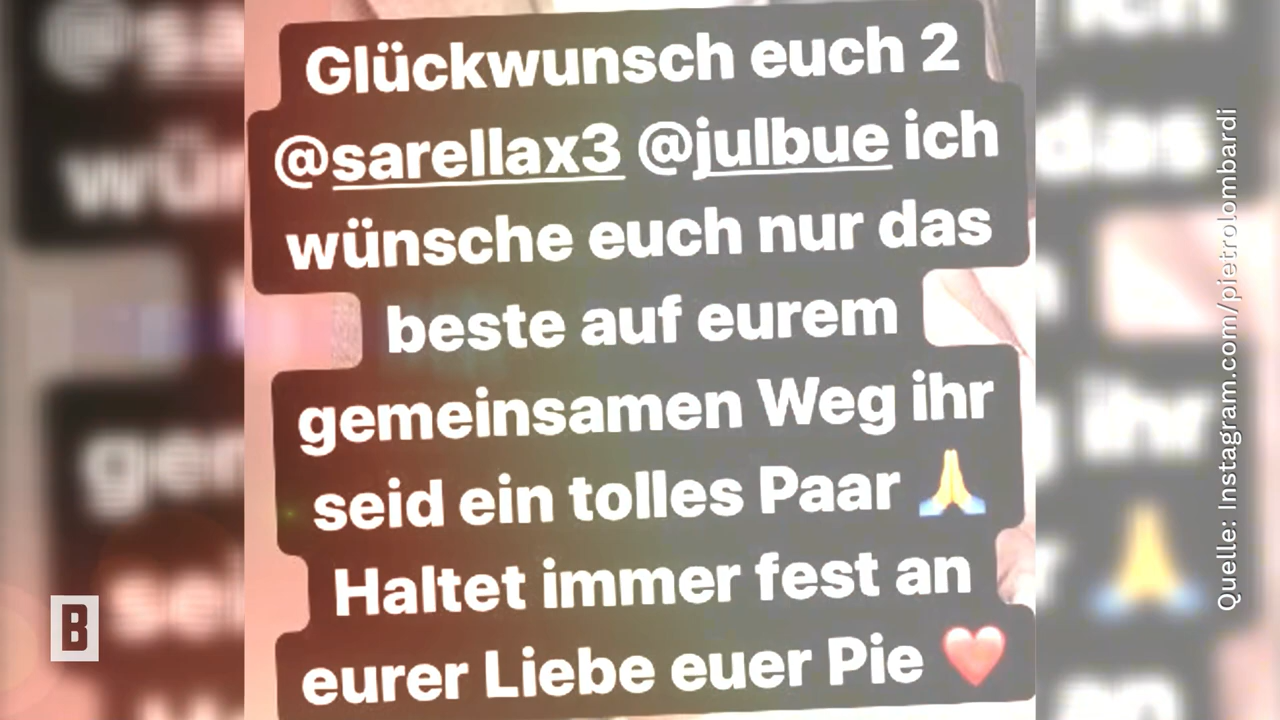 Glückwunsch euch 2
@sarellax3 @julbue ich
wünsche euch nur das
beste auf eurem
gemeinsamen Weg ihr
seid ein tolles Paar 🙏
Haltet immer fest an
eurer Liebe euer Pie ❤️
Quelle: Instagram.com/pietrolombardi
B